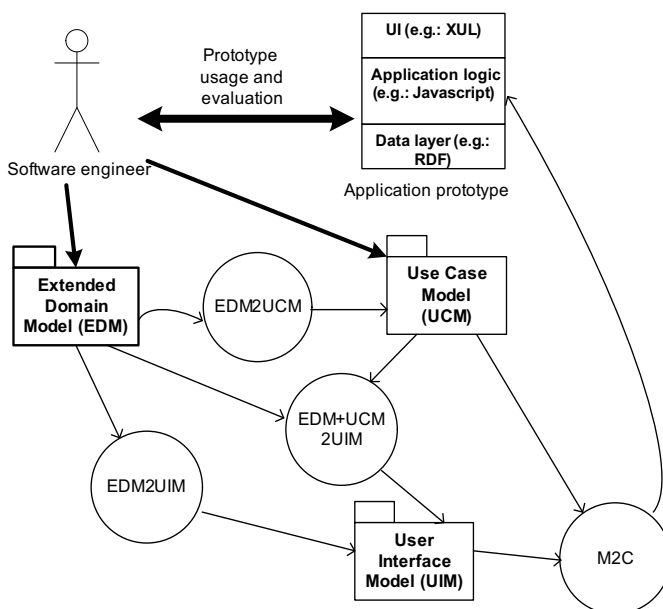 UI (e.g.: XUL)
Prototype
usage and
evaluation
Application logic
(e.g.: Javascript)
Data layer (e.g.:
RDF)
Software engineer
Application prototype
Extended
Domain
Model (EDM)
EDM2UCM
Use Case
Model
(UCM)
EDM+UCM
2UIM
EDM2UIM
User
Interface
Model (UIM)
M2C